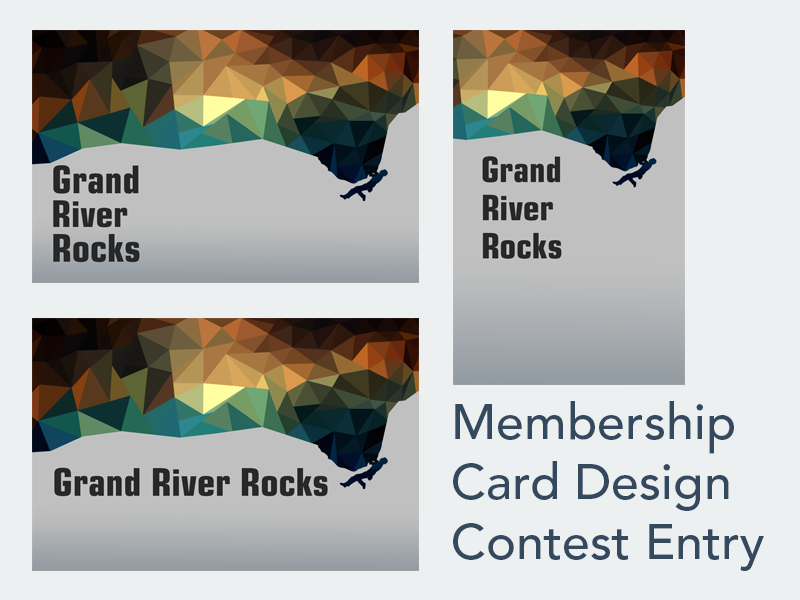 Grand
River
Rocks
Grand
River
Rocks
Grand River Rocks
Membership
Card Design
Contest Entry